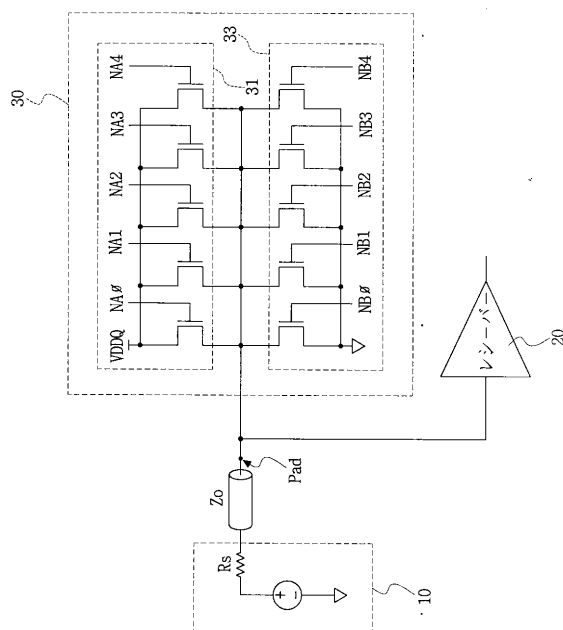 30
VDDQ
NAØ
NA1
NA2
NA3
NA4
31
33
NBØ
NB1
NB2
NB3
NB4
Zo
Pad
Rs
10
レシーバー
20